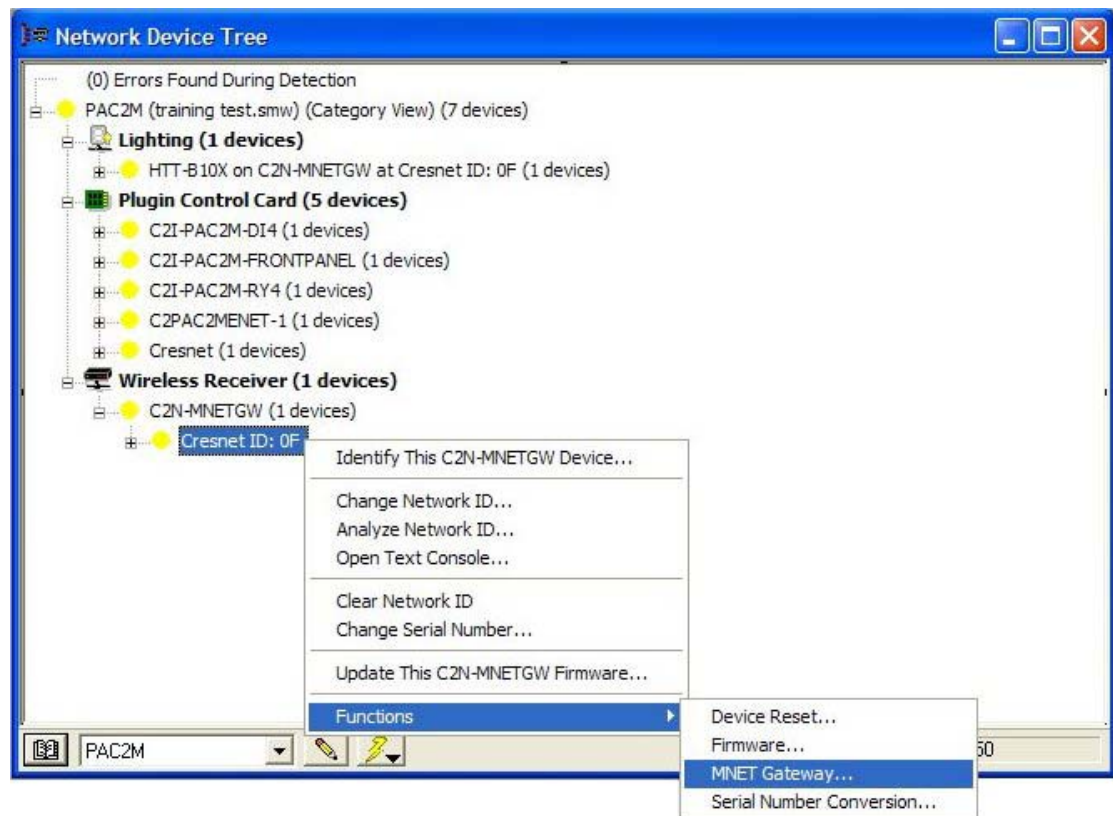 Network Device Tree
(0) Errors Found During Detection
PAC2M (training test.smw) (Category View) (7 devices)
Lighting (1 devices)
HTT-B10X on C2N-MNETGW at Cresnet ID: 0F (1 devices)
Plugin Control Card (5 devices)
C2I-PAC2M-DI4 (1 devices)
C2I-PAC2M-FRONTPANEL (1 devices)
C2I-PAC2M-RY4 (1 devices)
C2PAC2MENET-1 (1 devices)
Cresnet (1 devices)
Wireless Receiver (1 devices)
C2N-MNETGW (1 devices)
Cresnet ID: 0F
Identify This C2N-MNETGW Device...
Change Network ID...
Analyze Network ID...
Open Text Console...
Clear Network ID
Change Serial Number...
Update This C2N-MNETGW Firmware...
Functions
Device Reset...
Firmware...
MNET Gateway...
Serial Number Conversion...
PAC2M